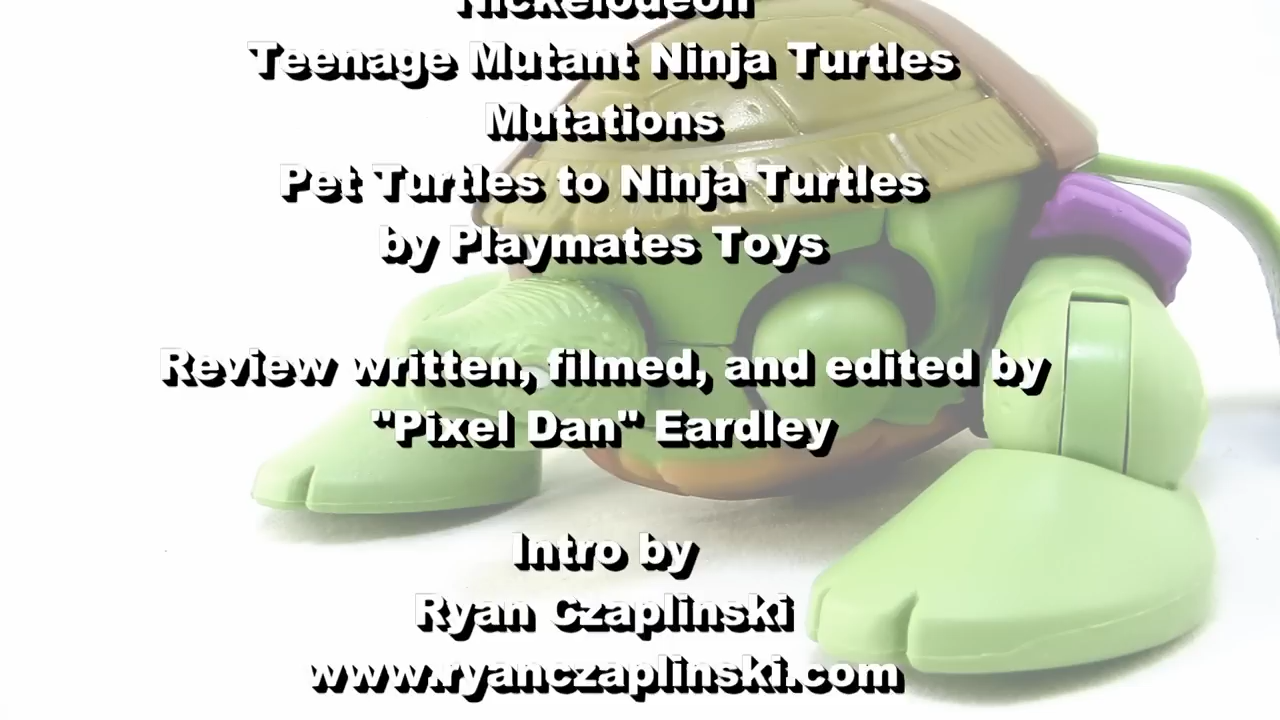 Nickelodeon
Teenage Mutant Ninja Turtles
Mutations
Pet Turtles to Ninja Turtles
by Playmates Toys
Review written, filmed, and edited by
"Pixel Dan" Eardley
Intro by
Ryan Czaplinski
www.ryanczaplinski.com